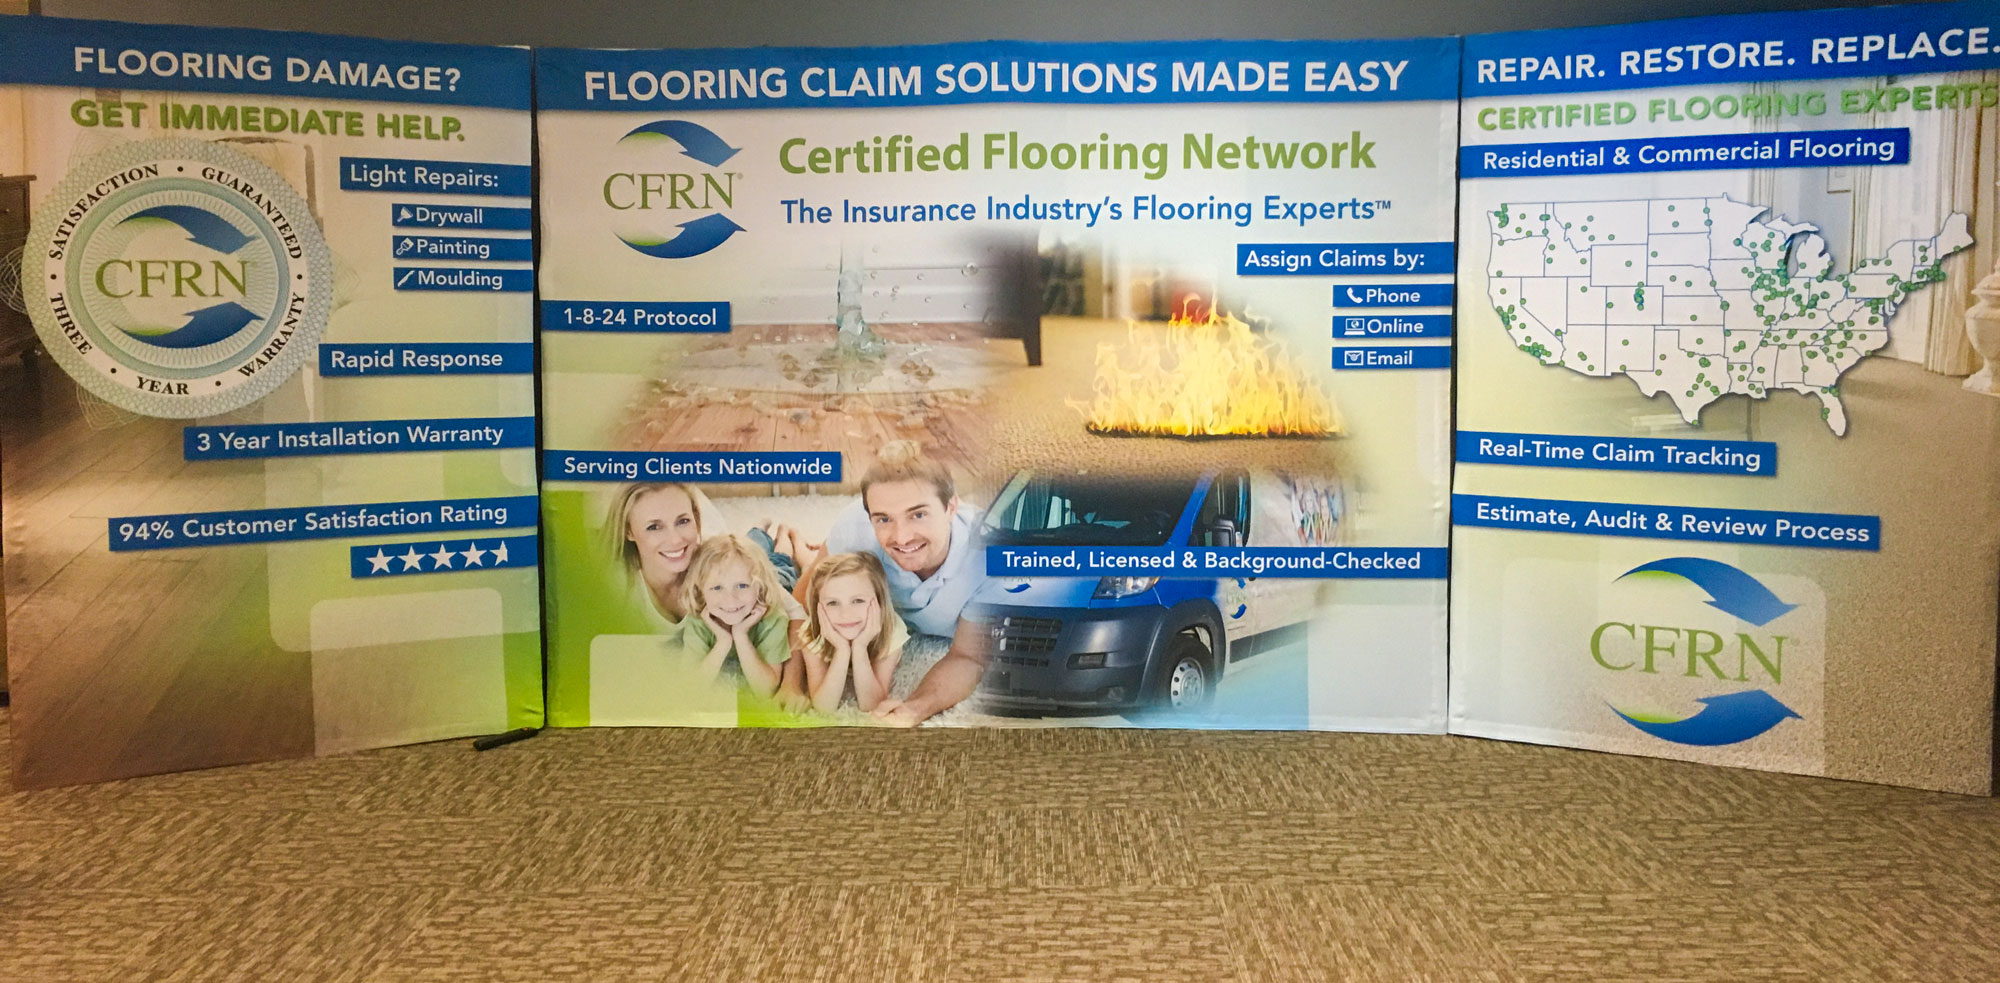 FLOORING DAMAGE?
GET IMMEDIATE HELP.
SATISFACTION • GUARANTEED • THREE • YEAR • WARRANTY •
CFRN
Light Repairs:
Drywall
Painting
Moulding
Rapid Response
3 Year Installation Warranty
94% Customer Satisfaction Rating
FLOORING CLAIM SOLUTIONS MADE EASY
CFRN®
Certified Flooring Network
The Insurance Industry's Flooring Experts™
Assign Claims by:
Phone
Online
Email
1-8-24 Protocol
Serving Clients Nationwide
Trained, Licensed & Background-Checked
REPAIR. RESTORE. REPLACE.
CERTIFIED FLOORING EXPERTS
Residential & Commercial Flooring
Real-Time Claim Tracking
Estimate, Audit & Review Process
CFRN®